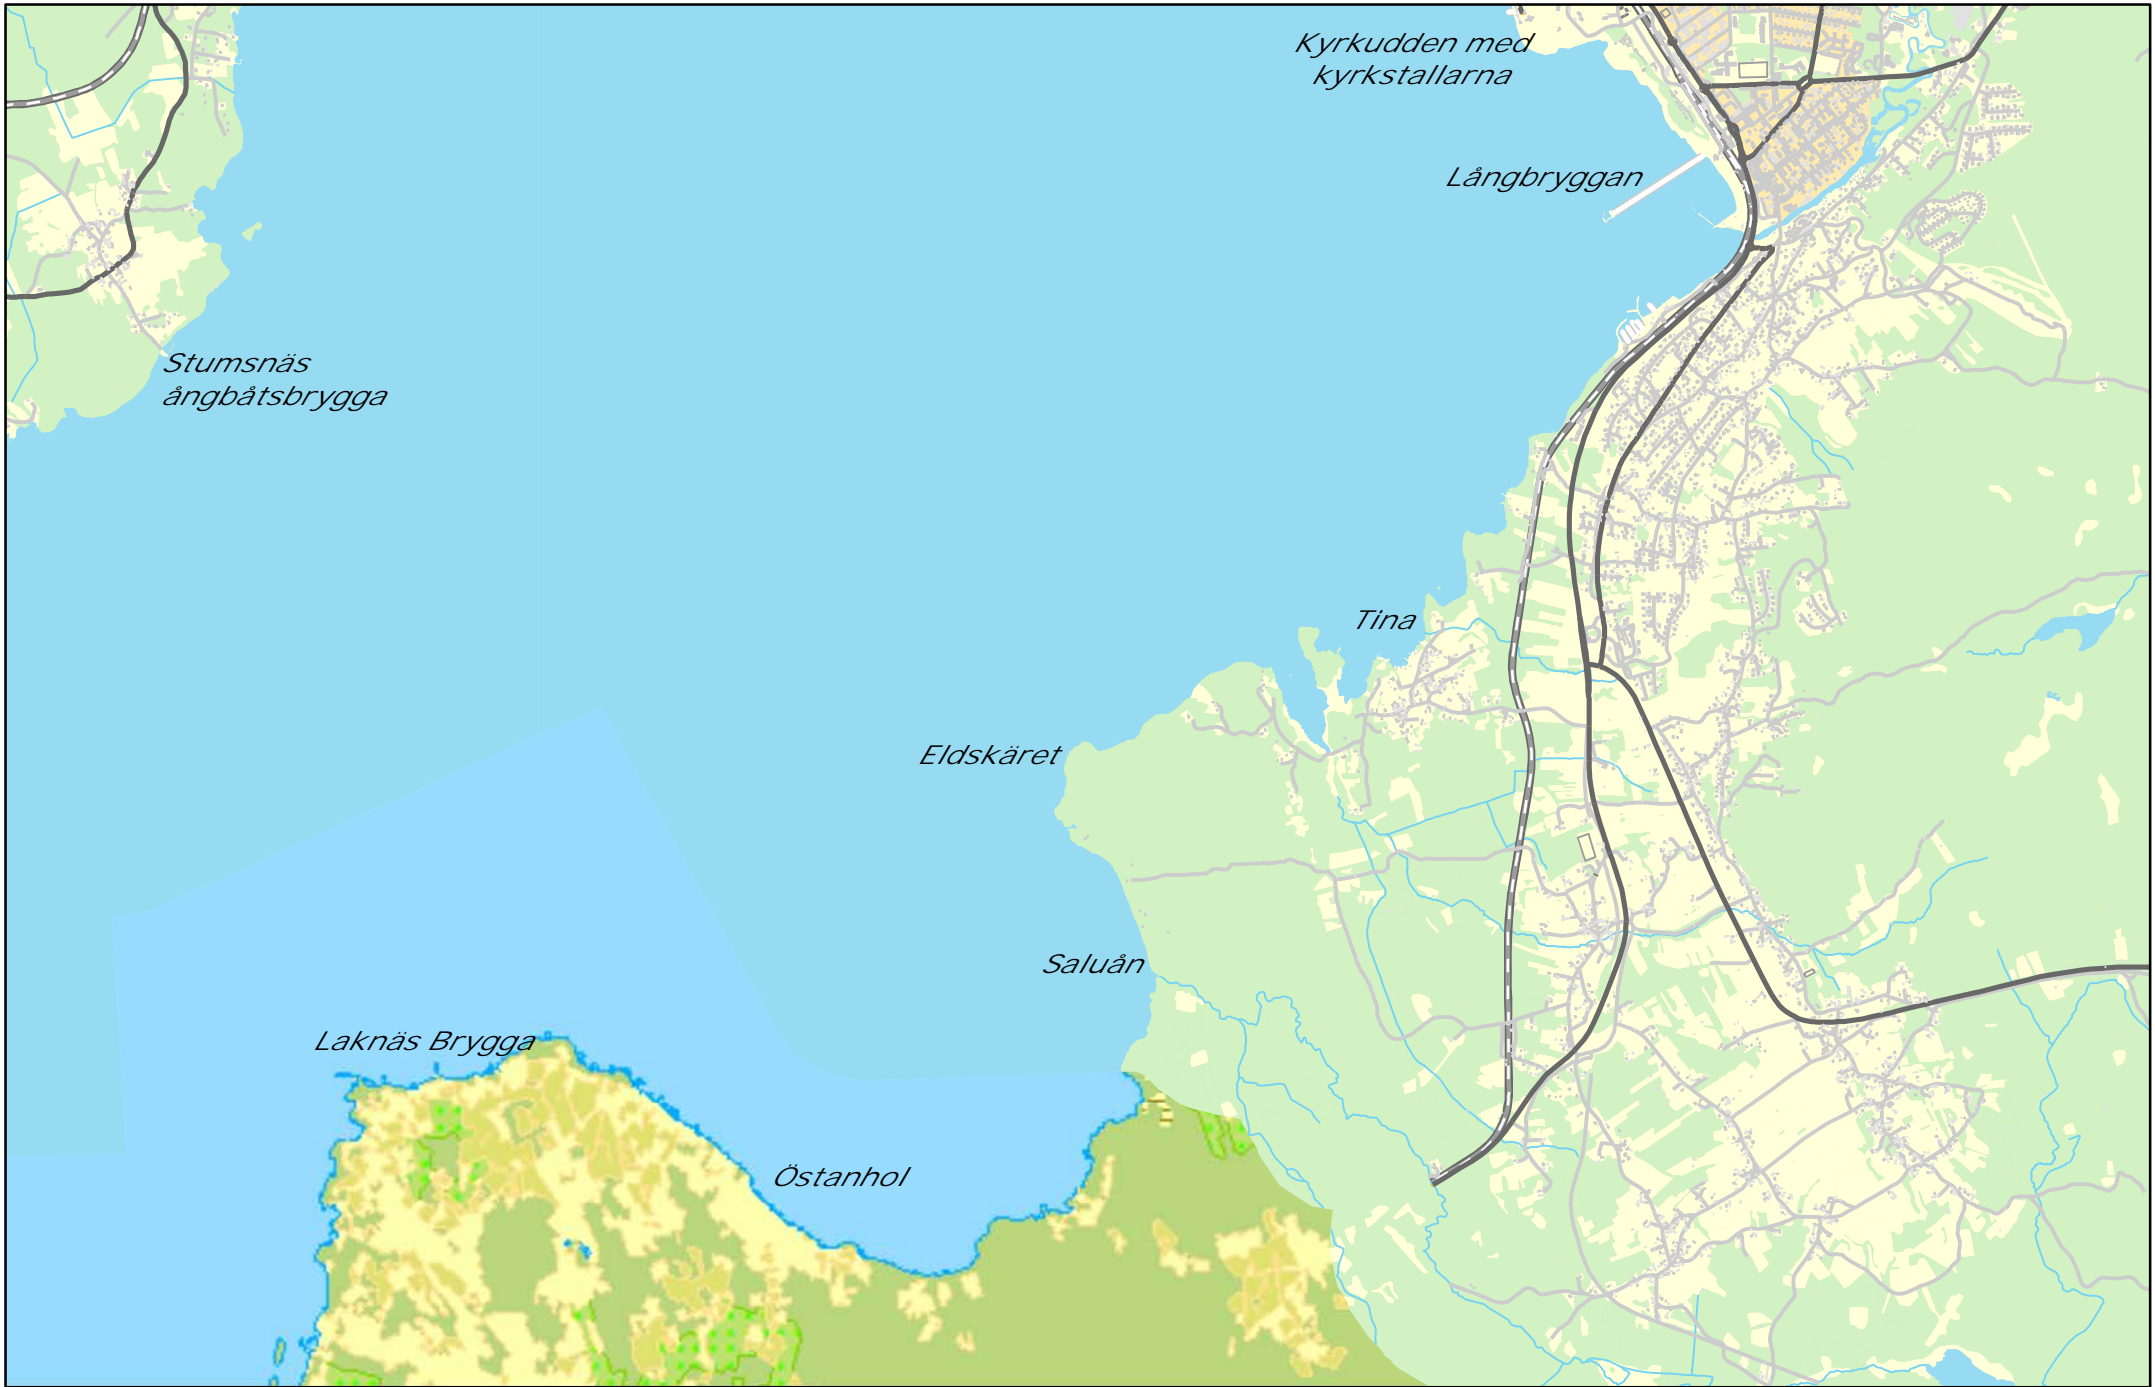 Kyrkudden med
kyrkstallarna
Långbryggan
Stumsnäs
ångbåtsbrygga
Tina
Eldskäret
Saluån
Laknäs Brygga
Östanhol